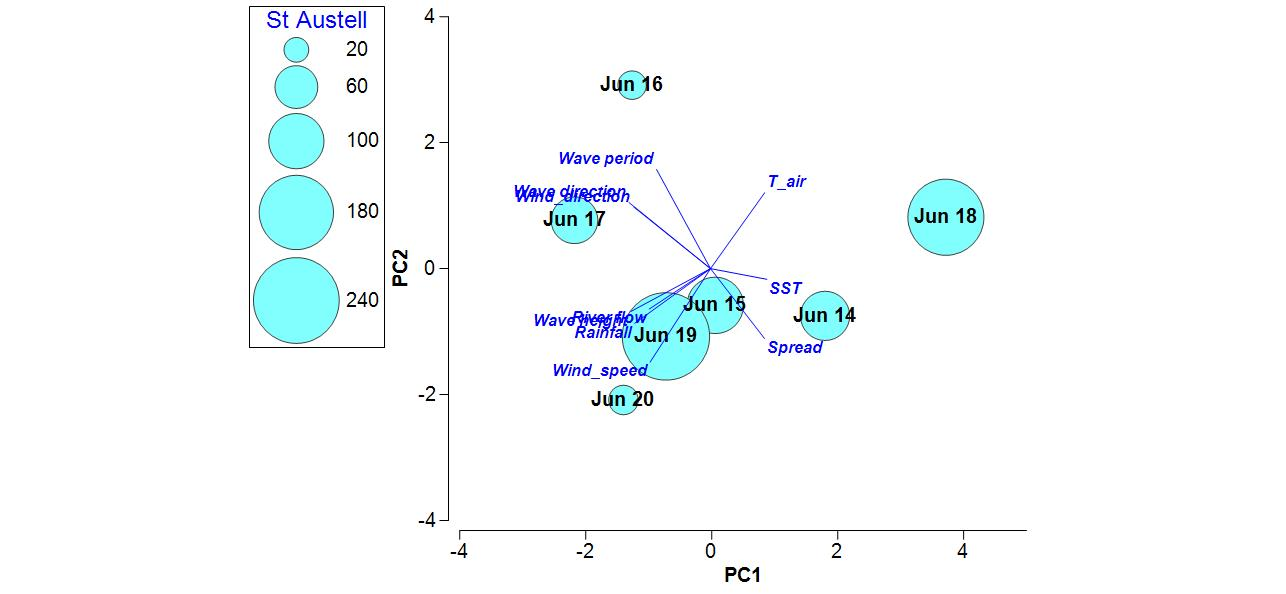 St Austell
20
60
100
180
240
4
2
0
-2
-4
PC2
Jun 16
Wave period
T_air
Wave direction
Wind_direction
Jun 17
Jun 18
SST
Jun 15
Jun 14
River flow
Wave height
Rainfall
Jun 19
Spread
Wind_speed
Jun 20
-4
-2
0
2
4
PC1